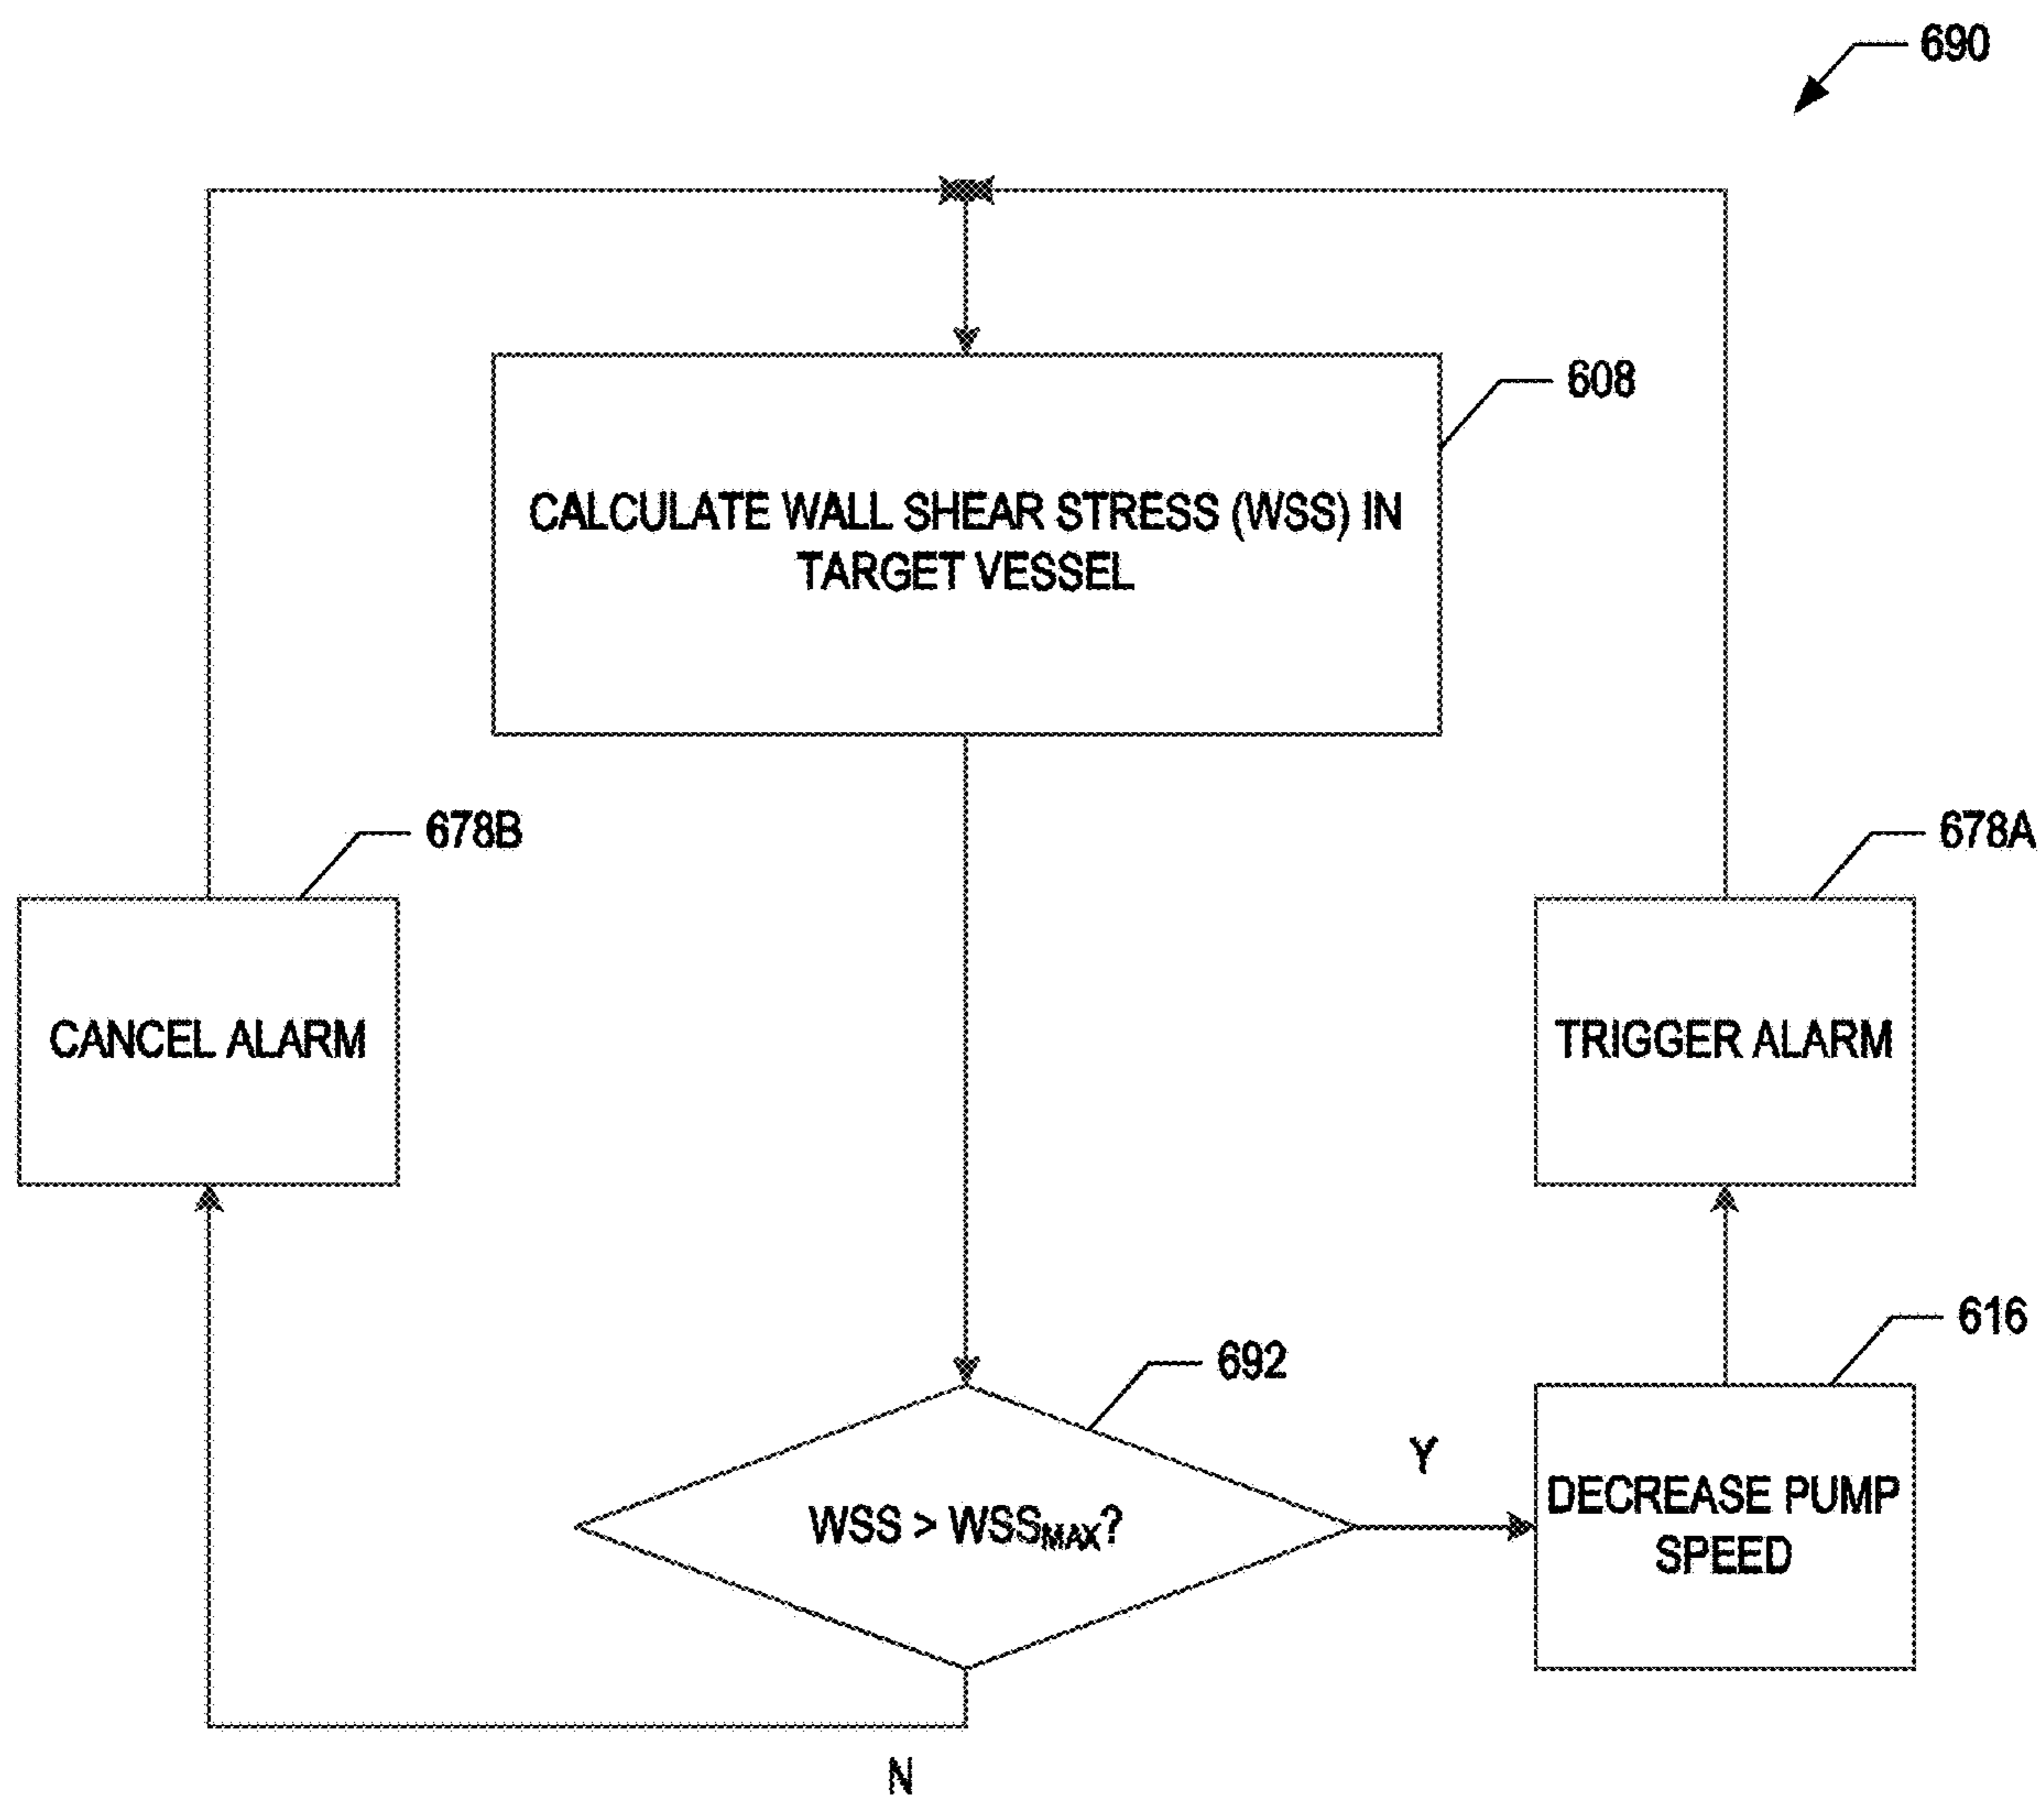 690
608
CALCULATE WALL SHEAR STRESS (WSS) IN
TARGET VESSEL
678B
678A
CANCEL ALARM
TRIGGER ALARM
616
692
Y
DECREASE PUMP
SPEED
WSS > WSSMAX?
N